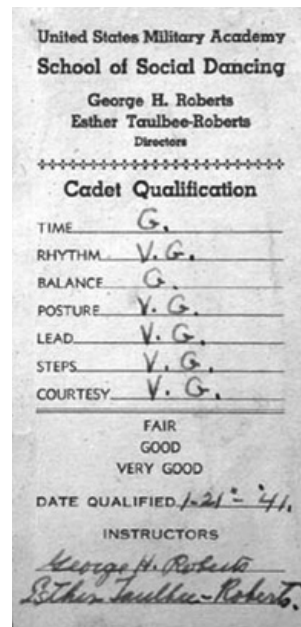 United States Military Academy
School of Social Dancing
George H. Roberts
Esther Taulbee-Roberts
Directors
Cadet Qualification
TIME G.
RHYTHM V. G.
BALANCE G.
POSTURE V. G.
LEAD V. G.
STEPS V. G.
COURTESY V. G.
FAIR
GOOD
VERY GOOD
DATE QUALIFIED 1-21-'41.
INSTRUCTORS
George H. Roberts
Esther Taulbee-Roberts.